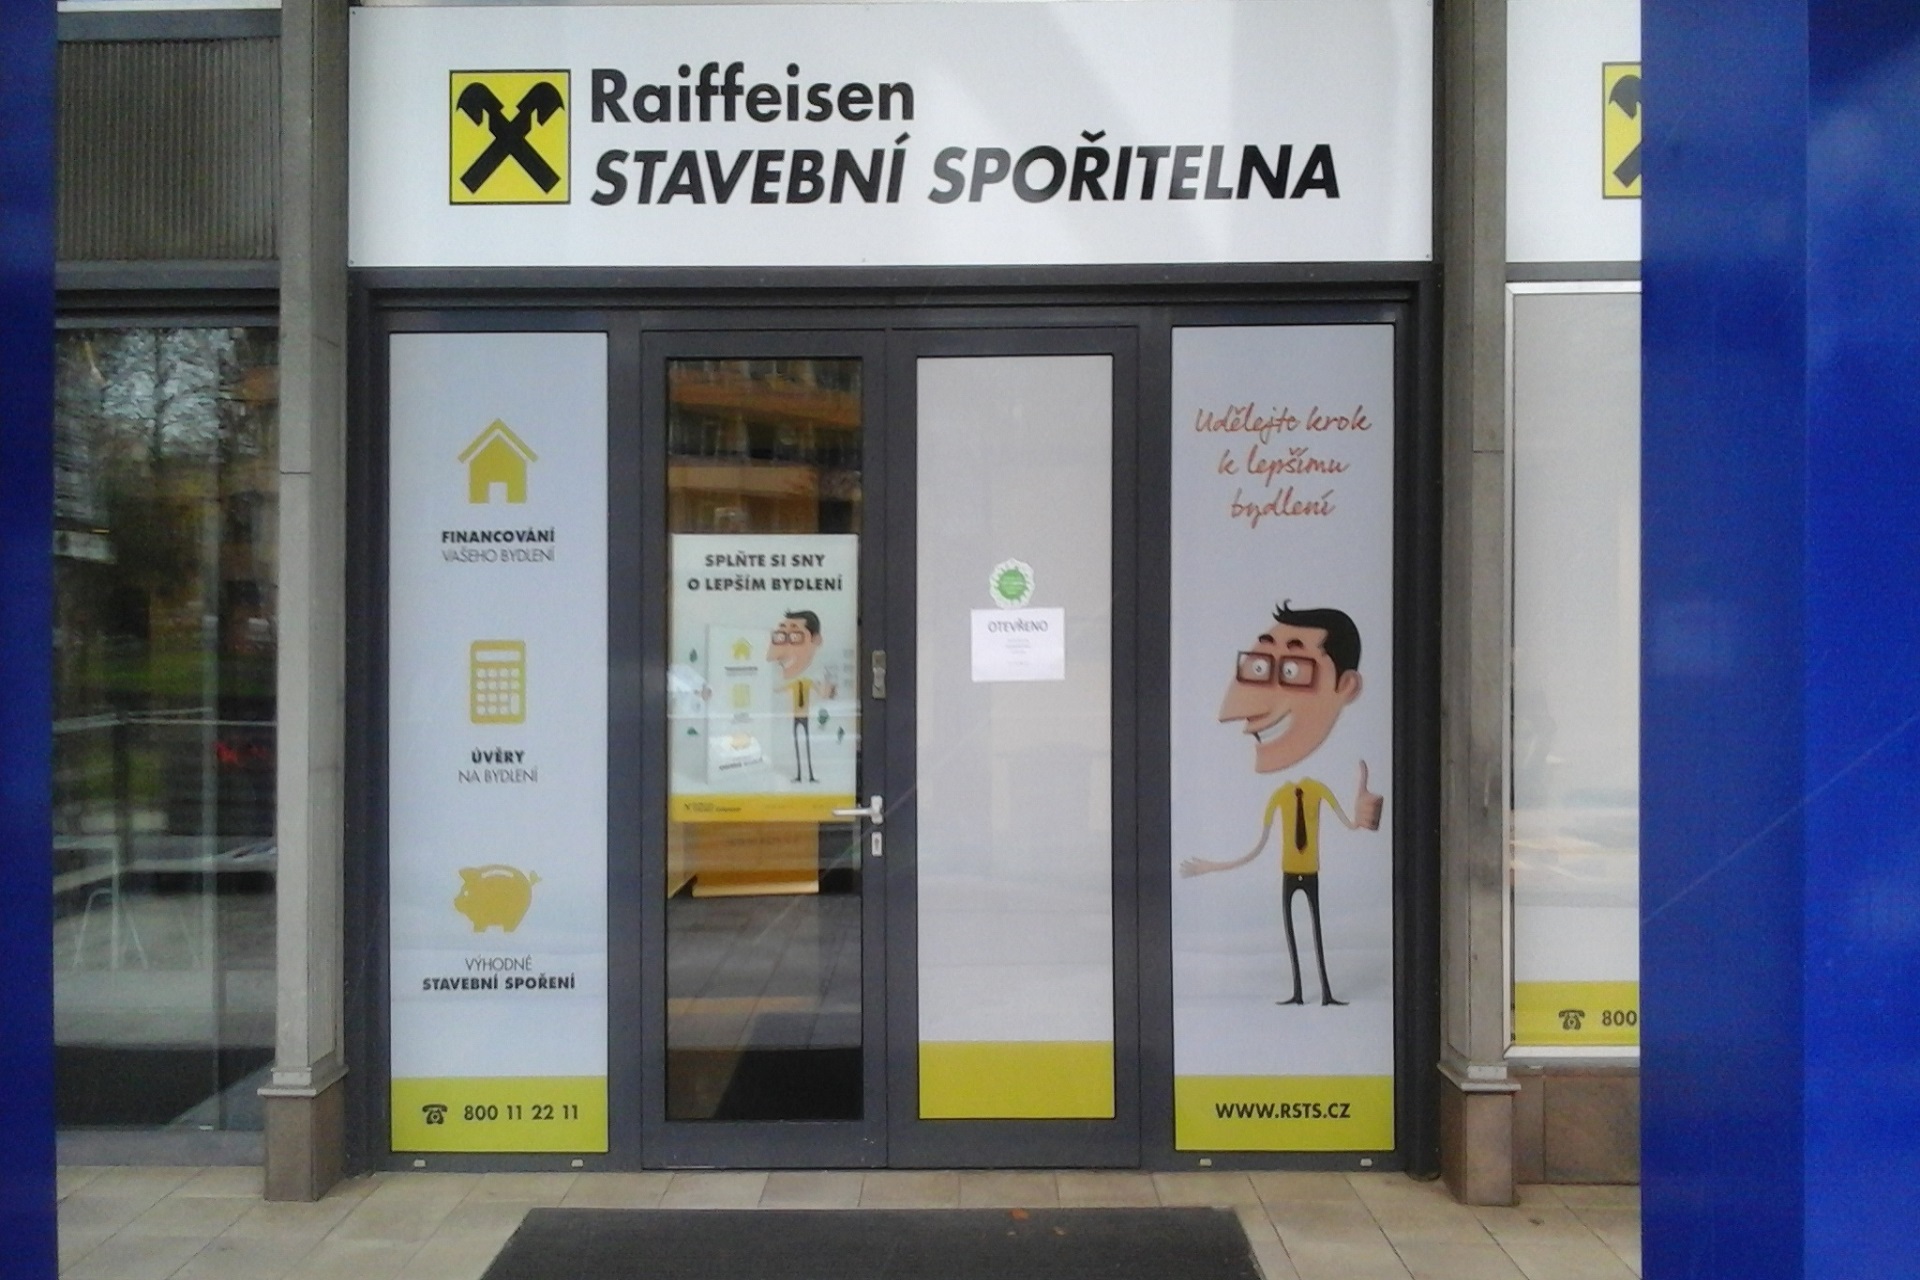 Raiffeisen
STAVEBNÍ SPOŘITELNA
FINANCOVÁNÍ
VAŠEHO BYDLENÍ
ÚVĚRY
NA BYDLENÍ
VÝHODNÉ
STAVEBNÍ SPOŘENÍ
800 11 22 11
SPLŇTE SI SNY
O LEPŠÍM BYDLENÍ
OTEVŘENO
Udělejte krok
k lepšímu
bydlení
WWW.RSTS.CZ
800